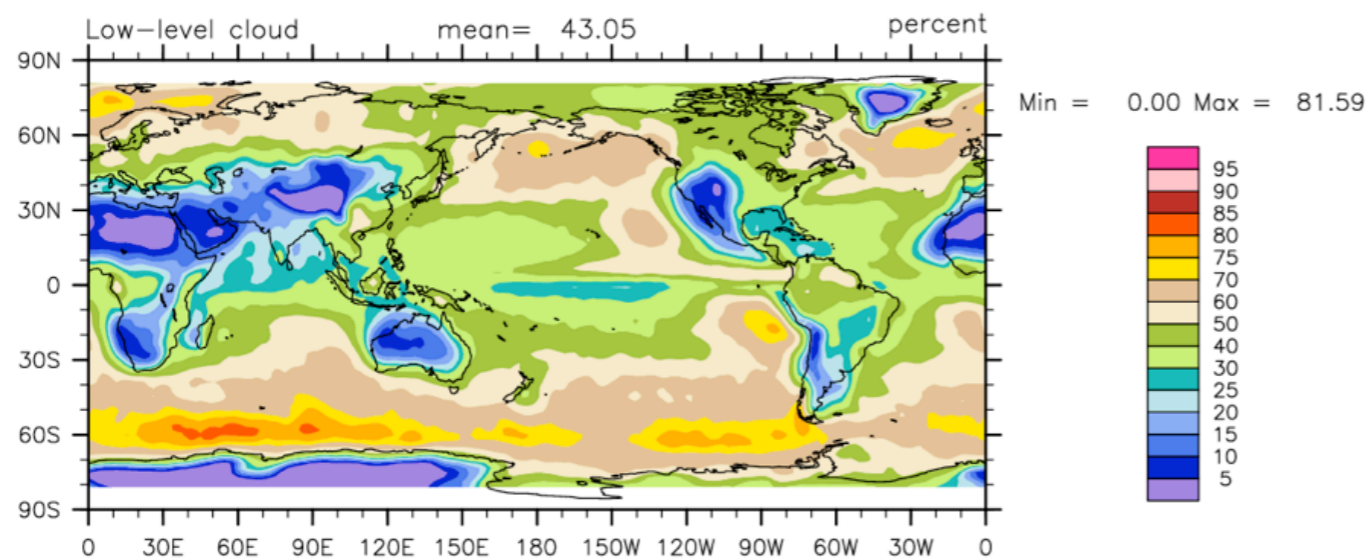 Low-level cloud mean= 43.05 percent
Min = 0.00 Max = 81.59
90N
60N
30N
0
30S
60S
90S
0 30E 60E 90E 120E 150E 180 150W 120W 90W 60W 30W 0
95
90
85
80
75
70
60
50
40
30
25
20
15
10
5